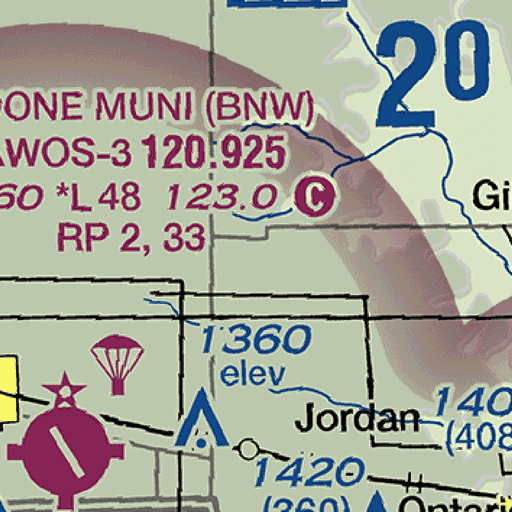 2⁰
OONE MUNI (BNW)
AWOS-3 120.925
60 *L 48 123.0 C
RP 2, 33
Gi
1360
elev
Jordan
140
(408
1420
(360)
Ontari